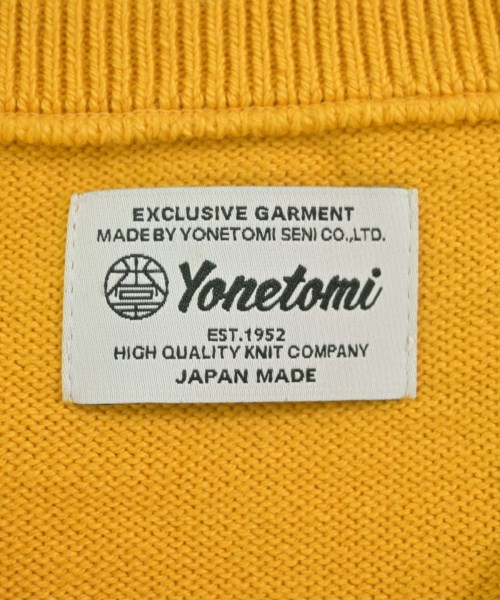 EXCLUSIVE GARMENT
MADE BY YONETOMI SENI CO.,LTD.
Yonetomi
EST.1952
HIGH QUALITY KNIT COMPANY
JAPAN MADE